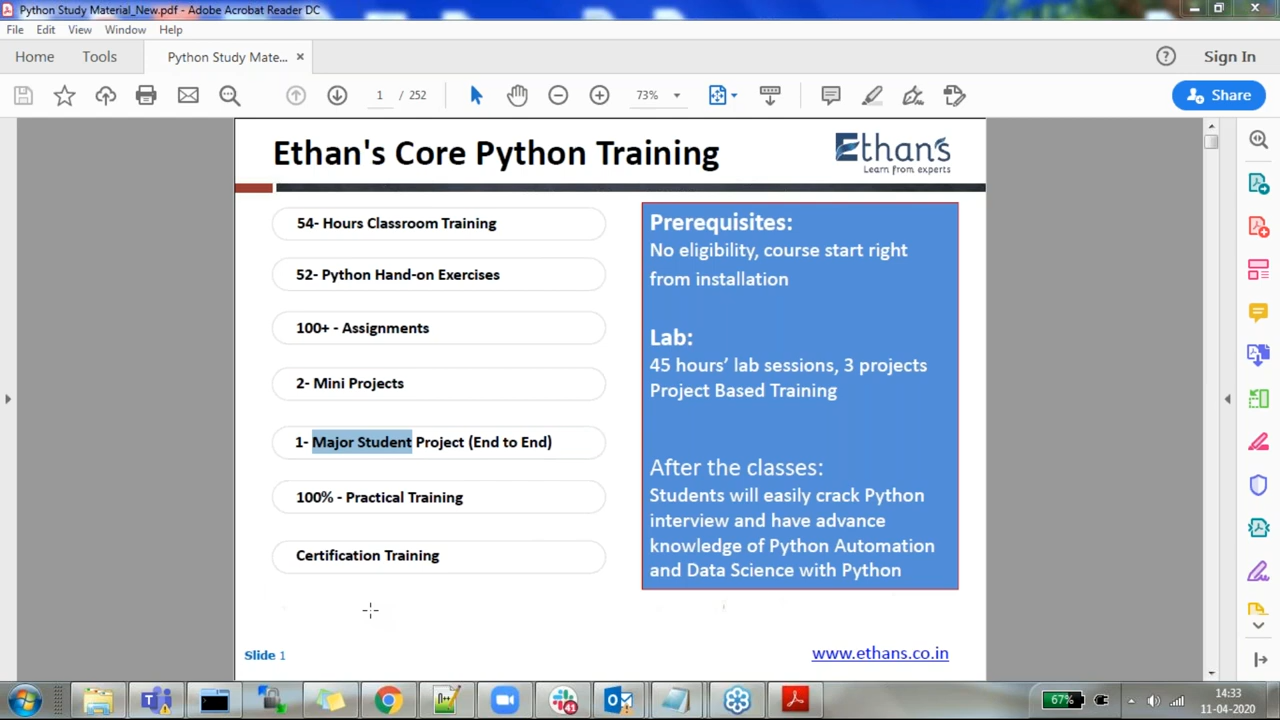 Python Study Material_New.pdf - Adobe Acrobat Reader DC
File Edit View Window Help
Home Tools Python Study Mate... × Sign In
1 / 252 73% Share
Ethan's Core Python Training
Ethan's
Learn from experts
54- Hours Classroom Training
52- Python Hand-on Exercises
100+ - Assignments
2- Mini Projects
1- Major Student Project (End to End)
100% - Practical Training
Certification Training
Prerequisites:
No eligibility, course start right
from installation
Lab:
45 hours’ lab sessions, 3 projects
Project Based Training
After the classes:
Students will easily crack Python
interview and have advance
knowledge of Python Automation
and Data Science with Python
Slide 1
www.ethans.co.in
67%
14:33
11-04-2020